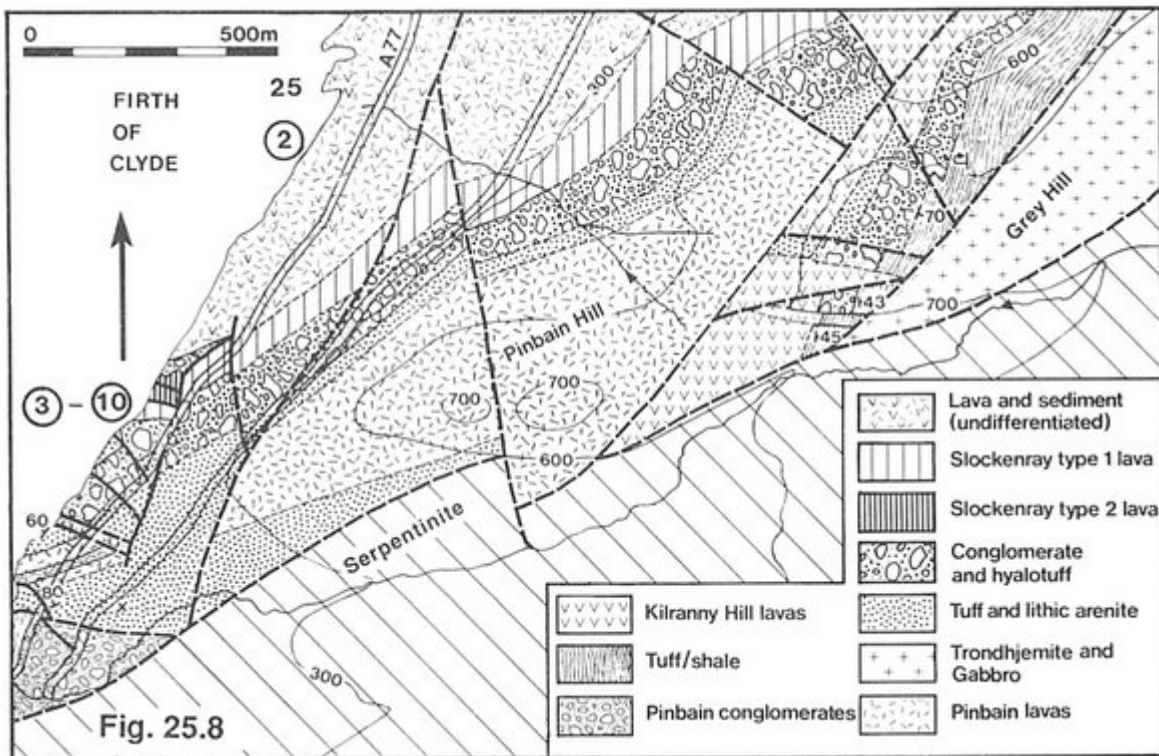 0 500m
FIRTH
OF
CLYDE
25
2
A 77
300
600
70
Grey Hill
700
43
45
Pinbain Hill
700
700
600
3 - 10
60
80
Serpentinite
300
Fig. 25.8
Lava and sediment
(undifferentiated)
Slockenray type 1 lava
Slockenray type 2 lava
Conglomerate
and hyalotuff
Tuff and lithic arenite
Trondhjemite and
Gabbro
Pinbain lavas
Kilranny Hill lavas
Tuff/shale
Pinbain conglomerates